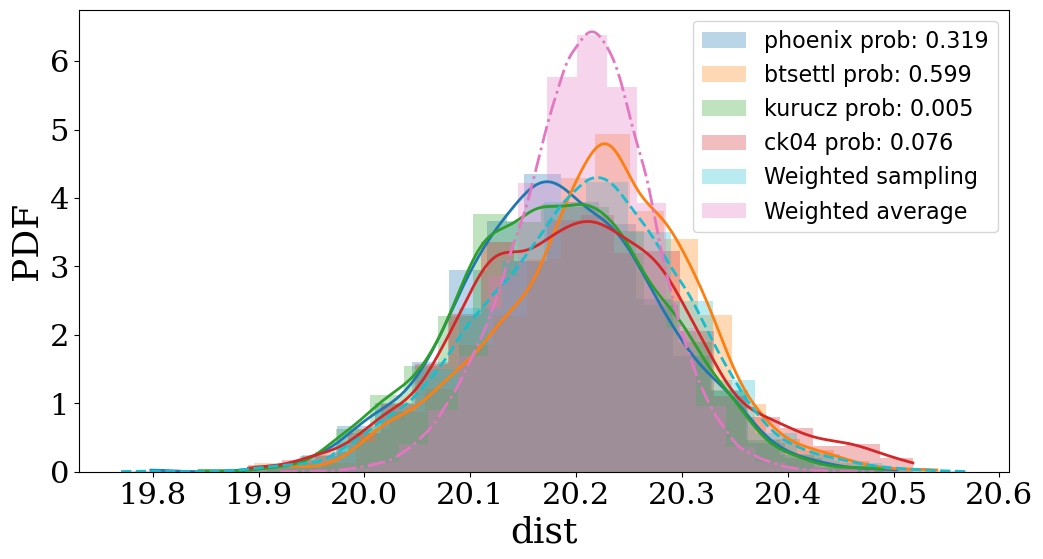 PDF
6
5
4
3
2
1
0
19.8 19.9 20.0 20.1 20.2 20.3 20.4 20.5 20.6
dist
phoenix prob: 0.319
btsettl prob: 0.599
kurucz prob: 0.005
ck04 prob: 0.076
Weighted sampling
Weighted average